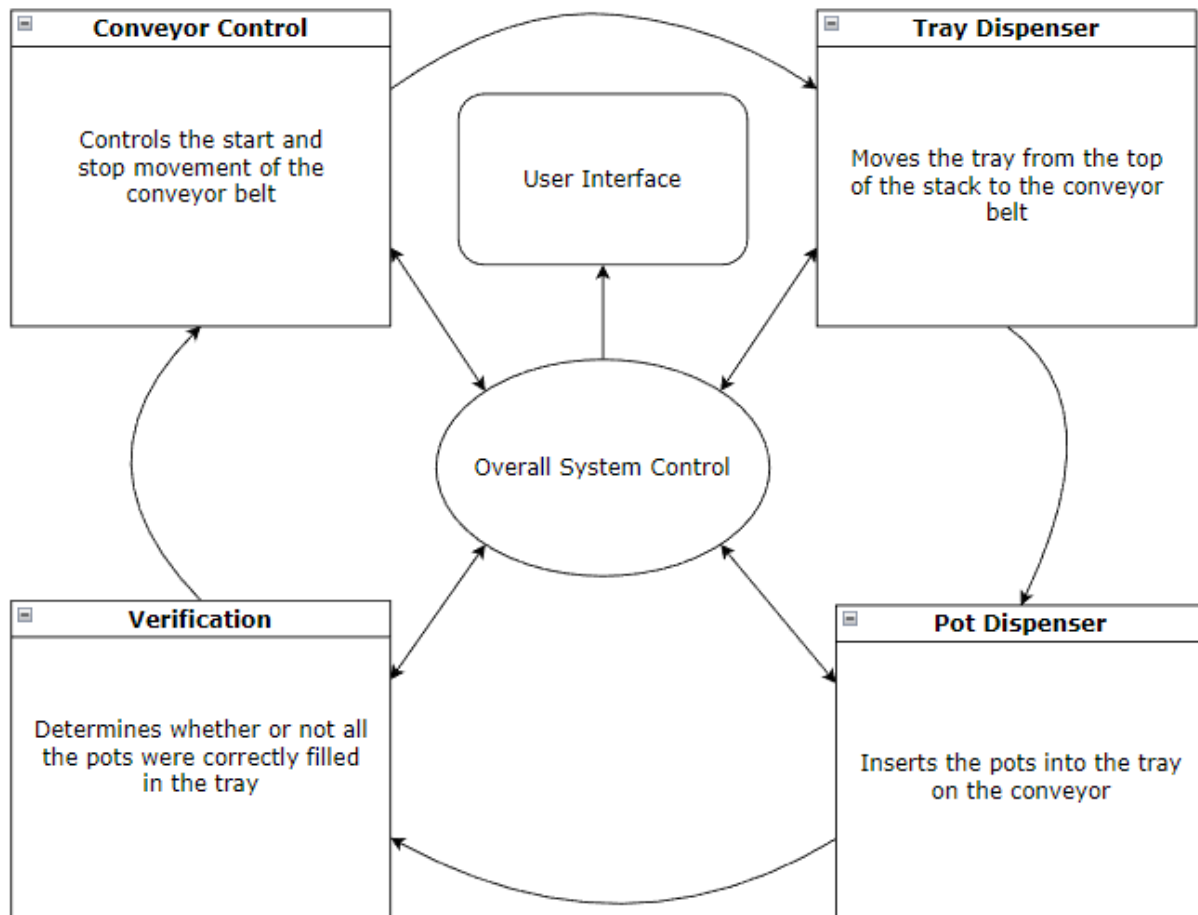 Conveyor Control
Controls the start and
stop movement of the
conveyor belt
User Interface
Tray Dispenser
Moves the tray from the top
of the stack to the conveyor
belt
Overall System Control
Verification
Determines whether or not all
the pots were correctly filled
in the tray
Pot Dispenser
Inserts the pots into the tray
on the conveyor